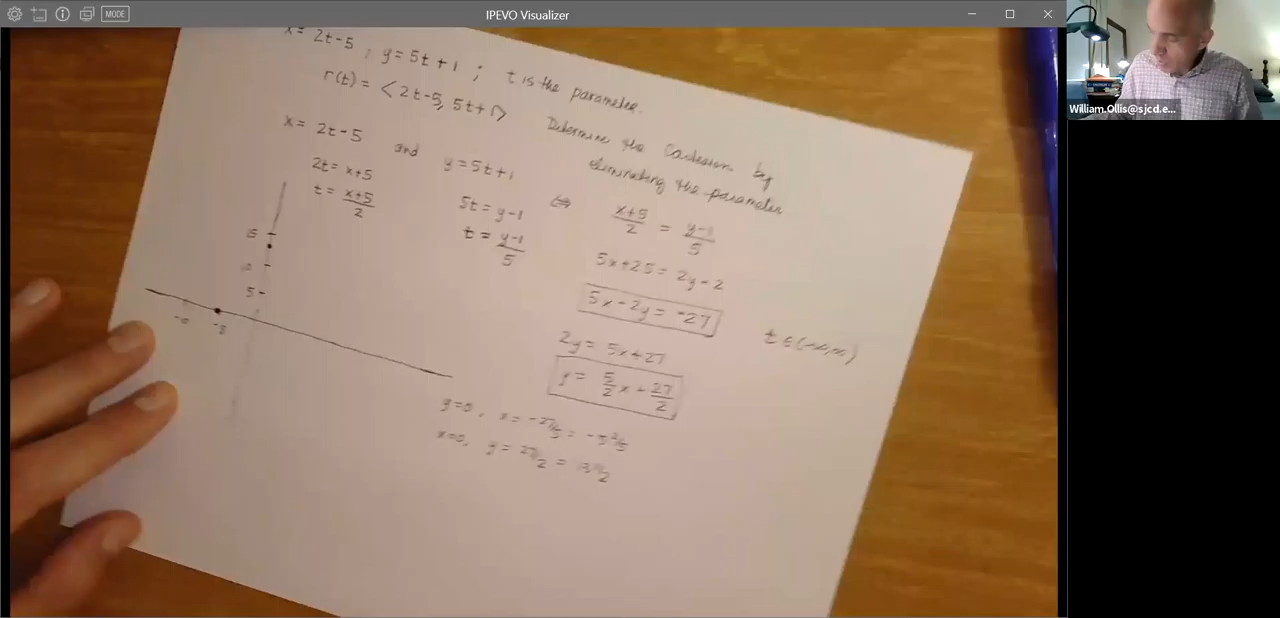 MODE
IPEVO Visualizer
William.Ollis@sjcd.e...
x = 2t-5, y = 5t+1 ; t is the parameter.
r(t) = <2t-5, 5t+1>
Determine the Cartesian by
eliminating the parameter
x = 2t-5 and y = 5t+1
2t = x+5
t = x+5/2
5t = y-1
t = y-1/5
⇔ x+5/2 = y-1/5
5x+25 = 2y-2
5x-2y = -27
t ∈ (-∞,∞)
2y = 5x+27
y = 5/2 x + 27/2
y=0, x = -27/5 = -5 2/5
x=0, y = 27/2 = 13 1/2
15
10
5
-10
-5